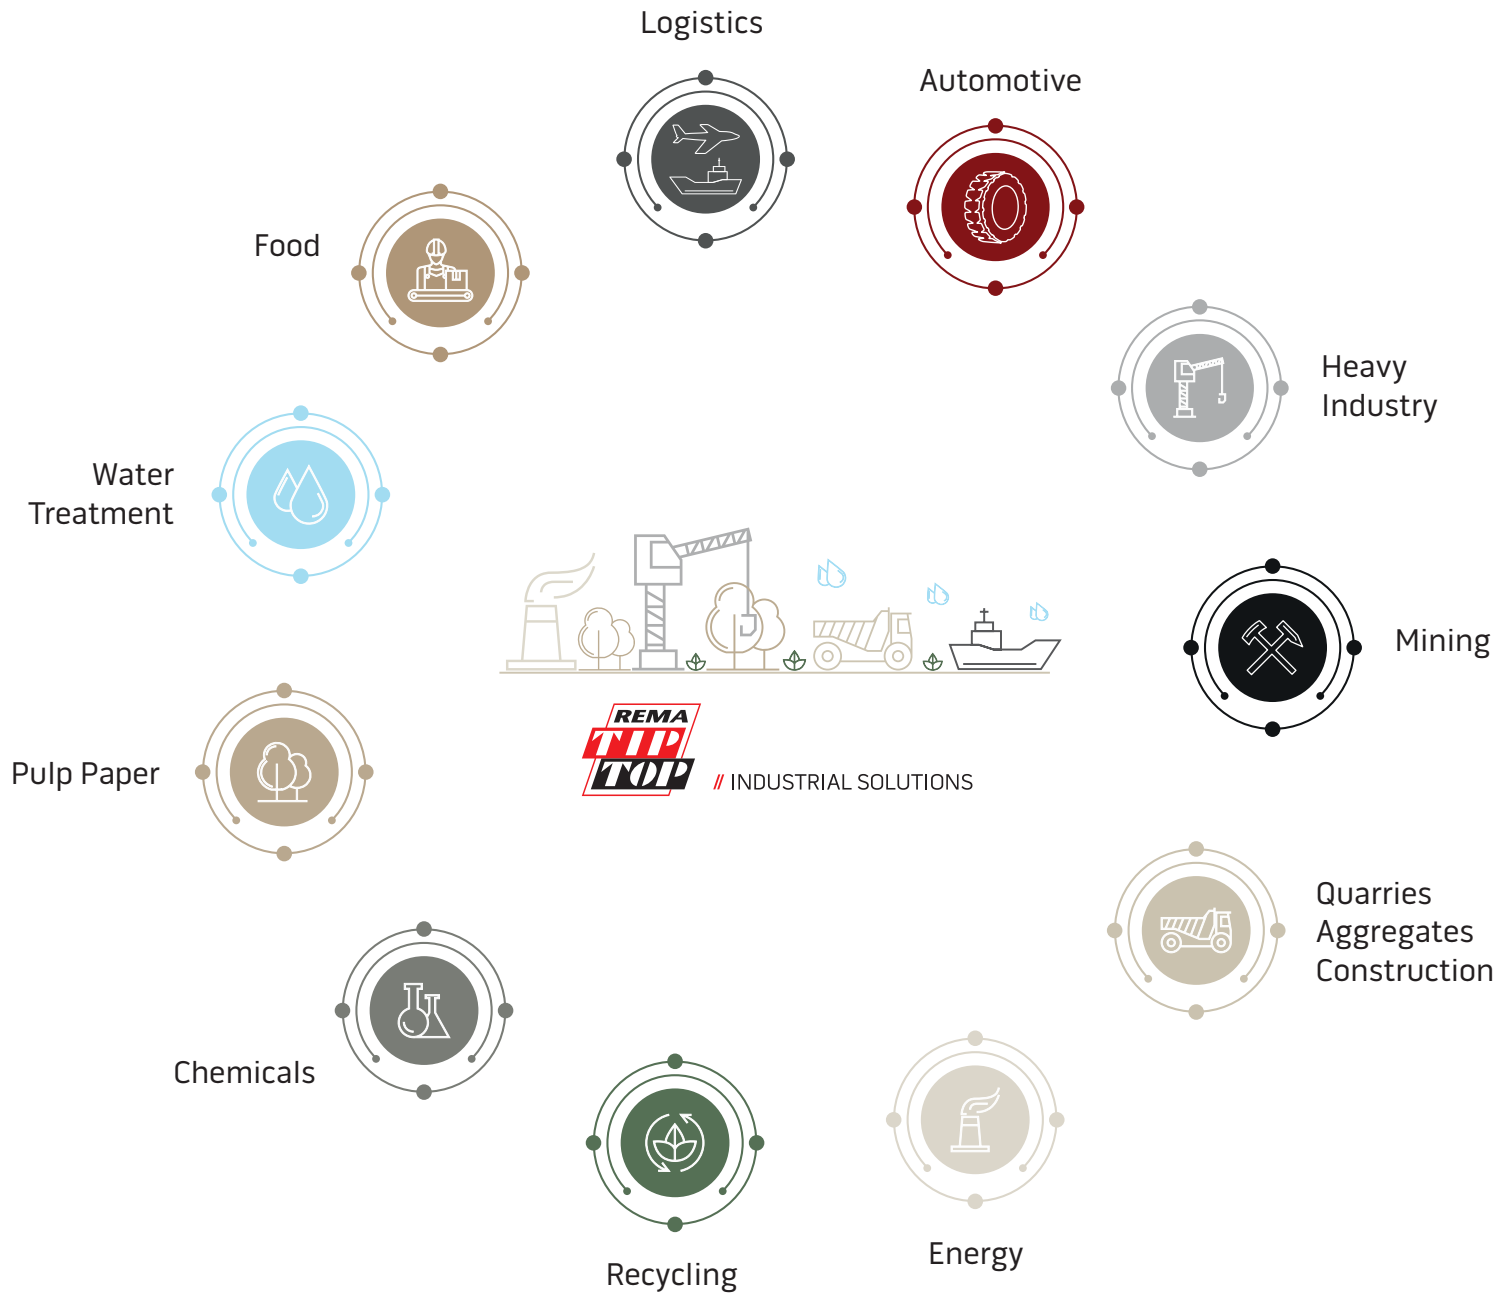 Logistics
Automotive
Food
Heavy
Industry
Water
Treatment
Mining
REMA
TIP
TOP
// INDUSTRIAL SOLUTIONS
Pulp Paper
Quarries
Aggregates
Construction
Chemicals
Energy
Recycling